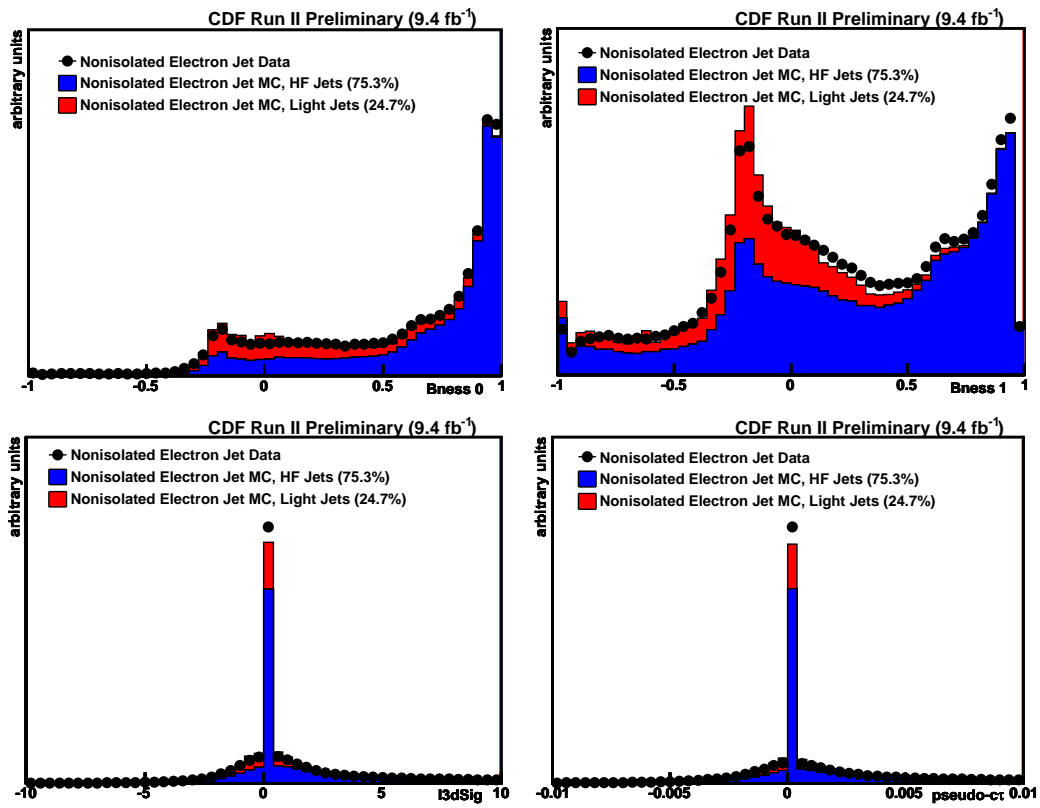 CDF Run II Preliminary (9.4 fb-1)
arbitrary units
Nonisolated Electron Jet Data
Nonisolated Electron Jet MC, HF Jets (75.3%)
Nonisolated Electron Jet MC, Light Jets (24.7%)
-1 -0.5 0 0.5 1
Bness 0
CDF Run II Preliminary (9.4 fb-1)
arbitrary units
Nonisolated Electron Jet Data
Nonisolated Electron Jet MC, HF Jets (75.3%)
Nonisolated Electron Jet MC, Light Jets (24.7%)
-1 -0.5 0 0.5 1
Bness 1
CDF Run II Preliminary (9.4 fb-1)
arbitrary units
Nonisolated Electron Jet Data
Nonisolated Electron Jet MC, HF Jets (75.3%)
Nonisolated Electron Jet MC, Light Jets (24.7%)
-10 -5 0 5 10
l3dSig
CDF Run II Preliminary (9.4 fb-1)
arbitrary units
Nonisolated Electron Jet Data
Nonisolated Electron Jet MC, HF Jets (75.3%)
Nonisolated Electron Jet MC, Light Jets (24.7%)
-0.01 -0.005 0 0.005 0.01
pseudo-cτ